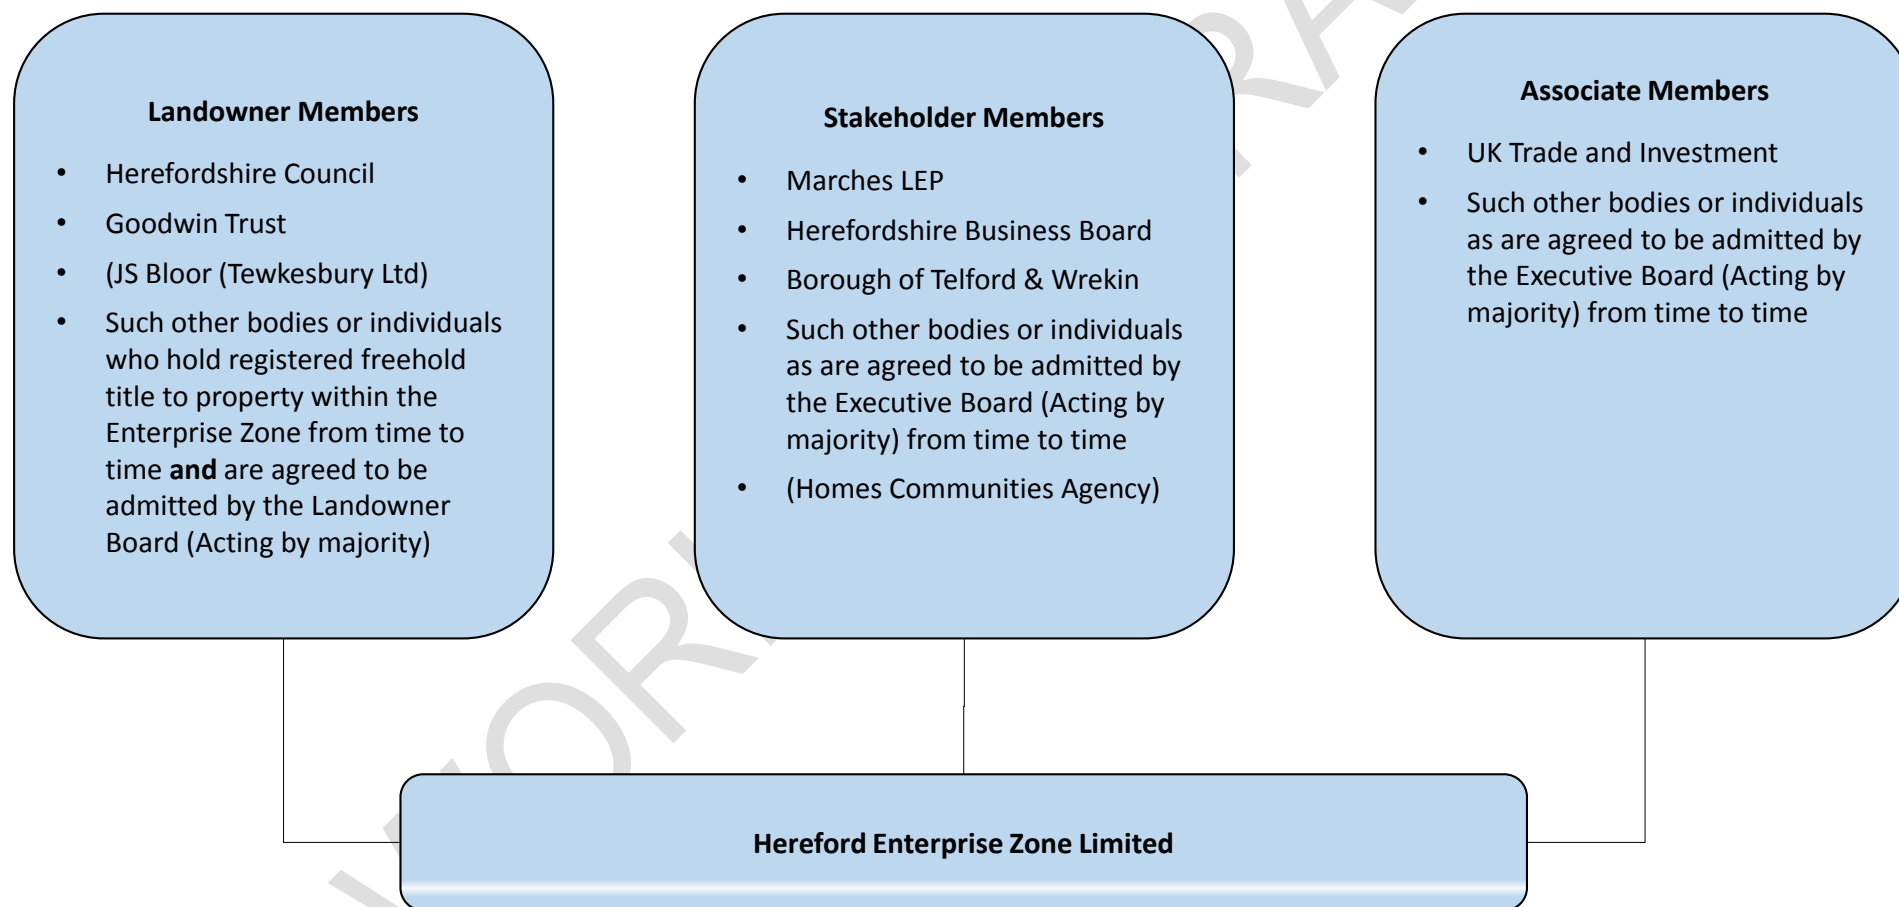 Landowner Members
• Herefordshire Council
• Goodwin Trust
• (JS Bloor (Tewkesbury Ltd)
• Such other bodies or individuals
who hold registered freehold
title to property within the
Enterprise Zone from time to
time and are agreed to be
admitted by the Landowner
Board (Acting by majority)
Stakeholder Members
• Marches LEP
• Herefordshire Business Board
• Borough of Telford & Wrekin
• Such other bodies or individuals
as are agreed to be admitted by
the Executive Board (Acting by
majority) from time to time
• (Homes Communities Agency)
Associate Members
• UK Trade and Investment
• Such other bodies or individuals
as are agreed to be admitted by
the Executive Board (Acting by
majority) from time to time
Hereford Enterprise Zone Limited